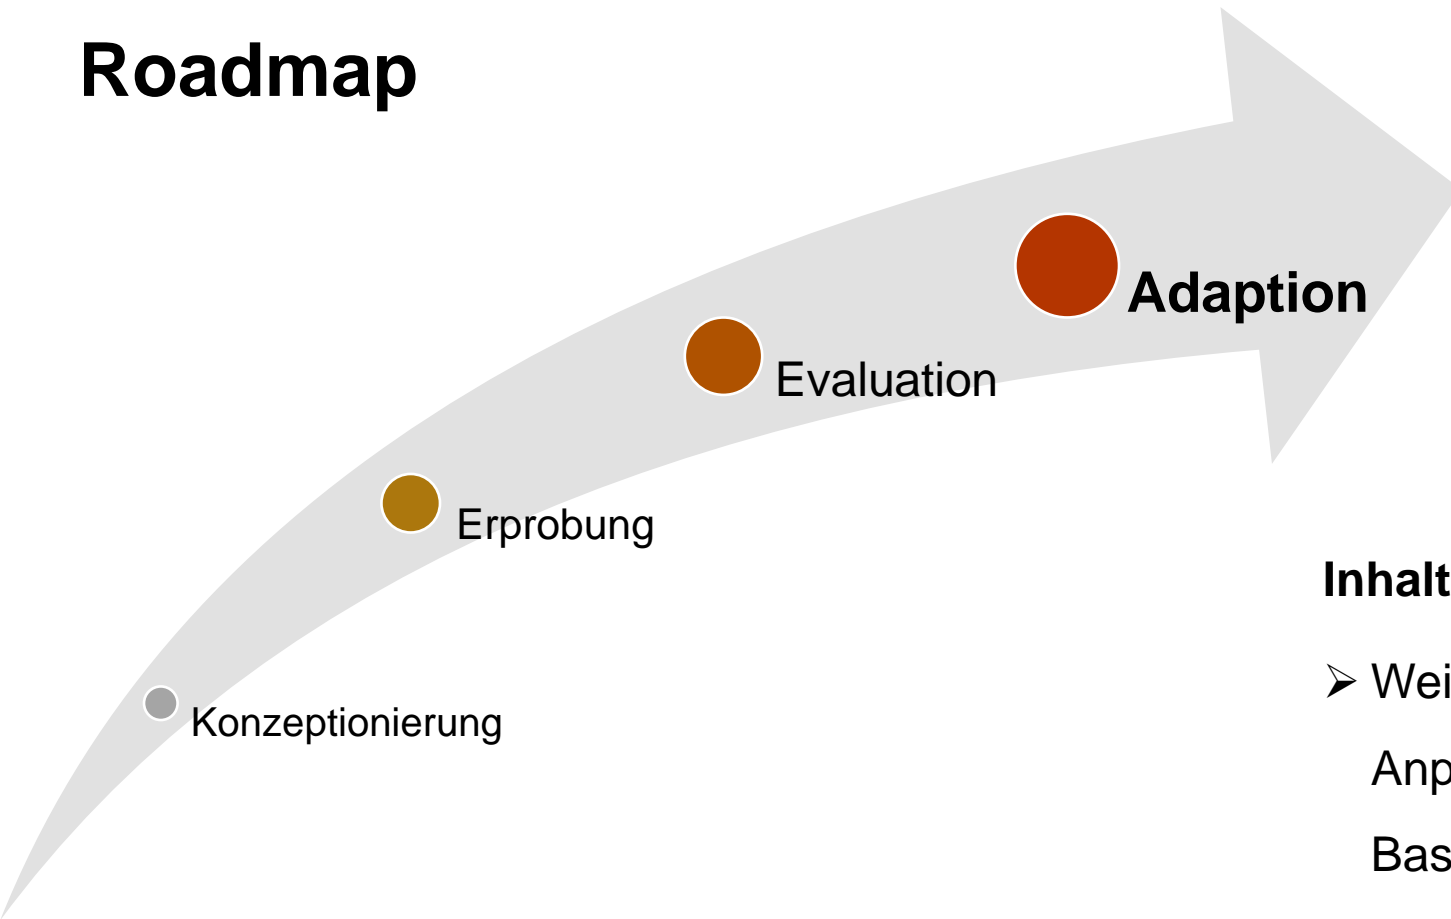 Roadmap
Adaption
Evaluation
Erprobung
Konzeptionierung
Inhalt
➢ Wei
Anp
Bas